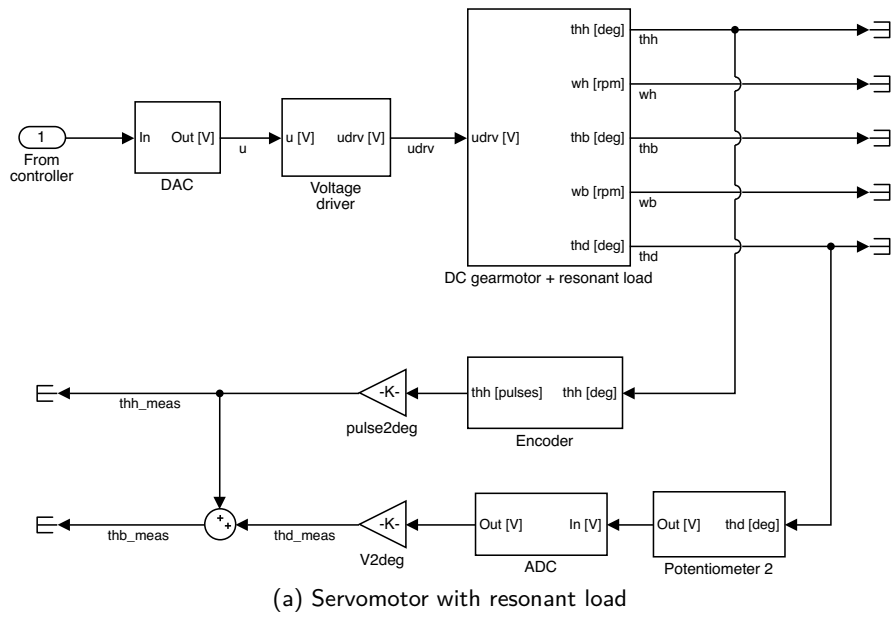 thh [deg]
thh
wh [rpm]
wh
1
In
Out [V]
u
u [V]
udrv [V]
udrv
udrv [V]
thb [deg]
thb
From
controller
DAC
Voltage
driver
wb [rpm]
wb
thd [deg]
thd
DC gearmotor + resonant load
thh_meas
-K-
pulse2deg
thh [pulses]
thh [deg]
Encoder
+
+
thb_meas
thd_meas
-K-
V2deg
Out [V]
In [V]
ADC
Out [V]
thd [deg]
Potentiometer 2
(a) Servomotor with resonant load